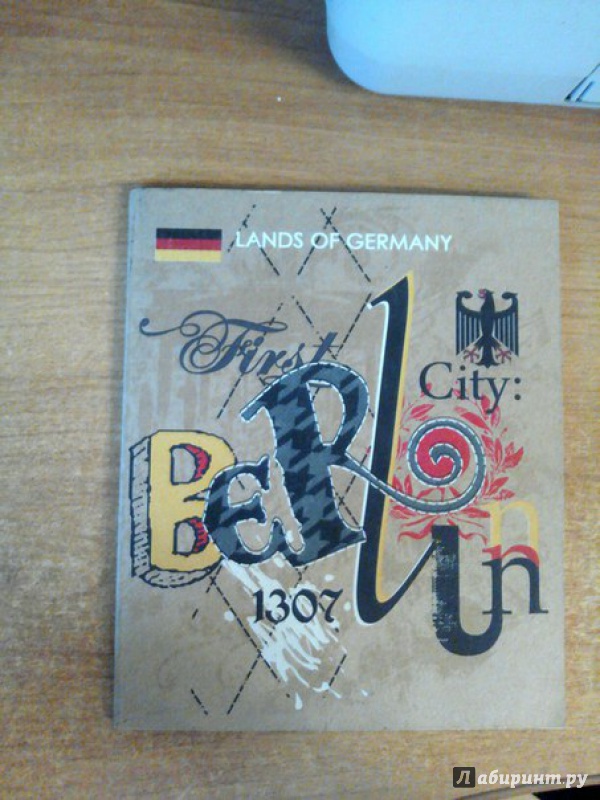 LANDS OF GERMANY
First
City:
BERLin
n
1307
Лабиринт.ру